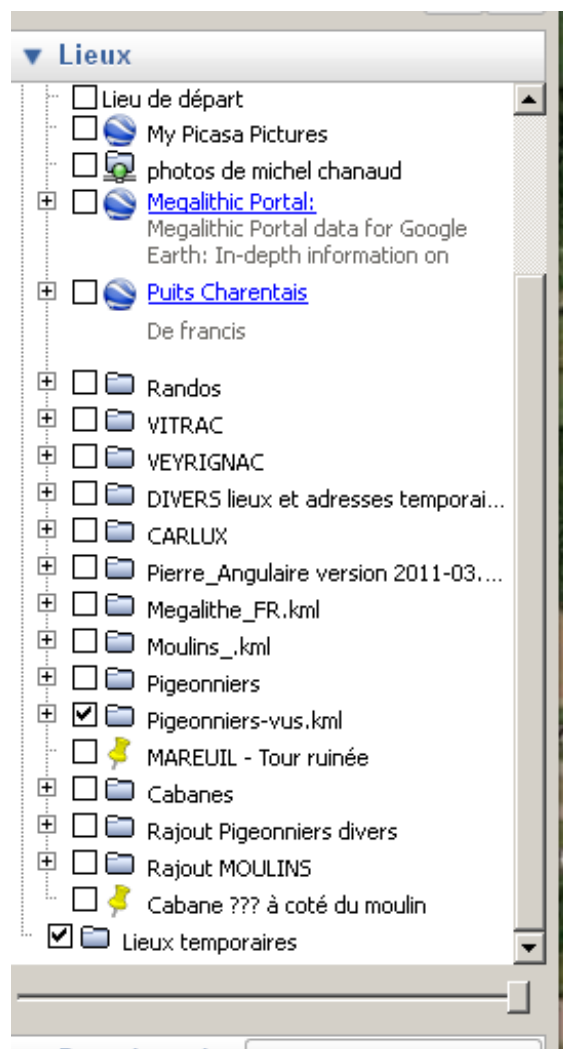 Lieux
Lieu de départ
My Picasa Pictures
photos de michel chanaud
Megalithic Portal:
Megalithic Portal data for Google
Earth: In-depth information on
Puits Charentais
De francis
Randos
VITRAC
VEYRIGNAC
DIVERS lieux et adresses temporai...
CARLUX
Pierre_Angulaire version 2011-03....
Megalithe_FR.kml
Moulins_.kml
Pigeonniers
Pigeonniers-vus.kml
MAREUIL - Tour ruinée
Cabanes
Rajout Pigeonniers divers
Rajout MOULINS
Cabane ??? à coté du moulin
Lieux temporaires